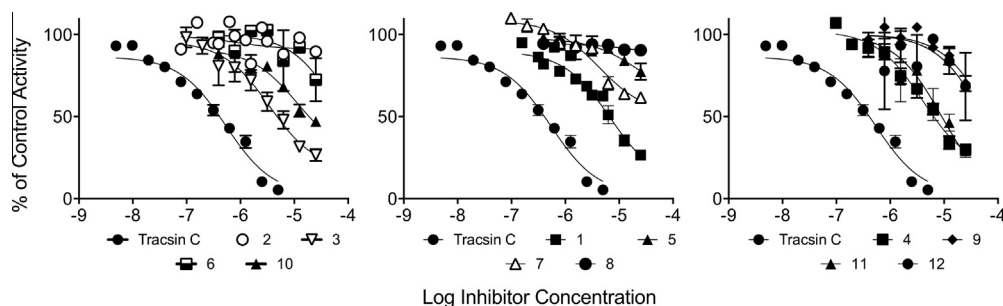 100
50
0
-9 -8 -7 -6 -5 -4
Tracsin C 2 3
6 10
100
50
0
-9 -8 -7 -6 -5 -4
Tracsin C 1 5
7 8
100
50
0
-9 -8 -7 -6 -5 -4
Tracsin C 4 9
11 12
% of Control Activity
Log Inhibitor Concentration